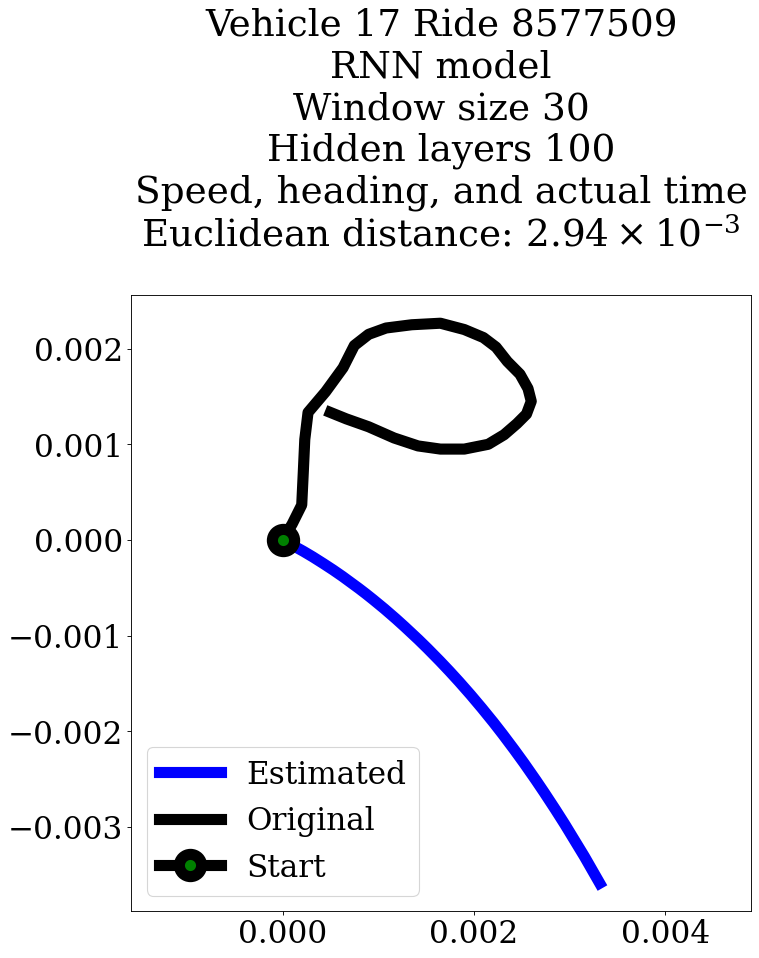 Vehicle 17 Ride 8577509
RNN model
Window size 30
Hidden layers 100
Speed, heading, and actual time
Euclidean distance: 2.94 × 10⁻³
0.002
0.001
0.000
−0.001
−0.002
−0.003
Estimated
Original
Start
0.000 0.002 0.004